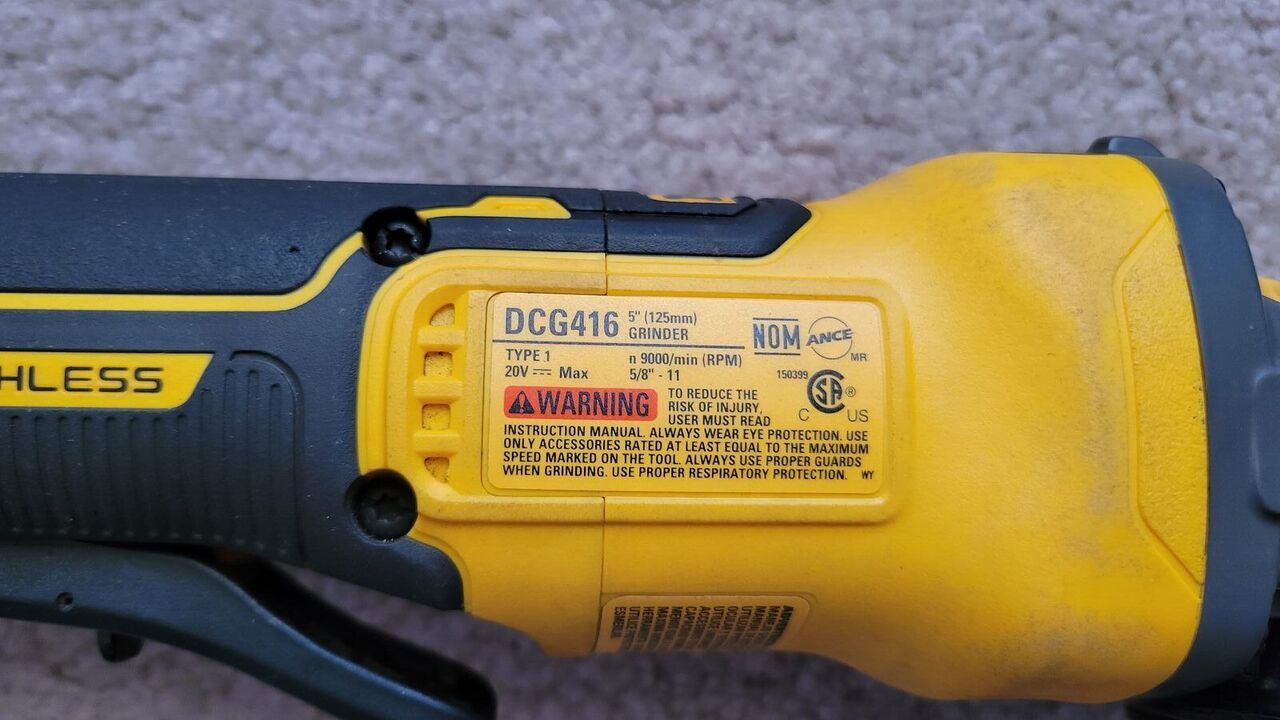 HLESS
DCG416 5" (125mm)
GRINDER
NOM ANCE MR
TYPE 1 n 9000/min (RPM)
20V ⎓ Max 5/8" - 11
150399 SA ® C US
WARNING TO REDUCE THE
RISK OF INJURY,
USER MUST READ
INSTRUCTION MANUAL. ALWAYS WEAR EYE PROTECTION. USE
ONLY ACCESSORIES RATED AT LEAST EQUAL TO THE MAXIMUM
SPEED MARKED ON THE TOOL. ALWAYS USE PROPER GUARDS
WHEN GRINDING. USE PROPER RESPIRATORY PROTECTION. WY